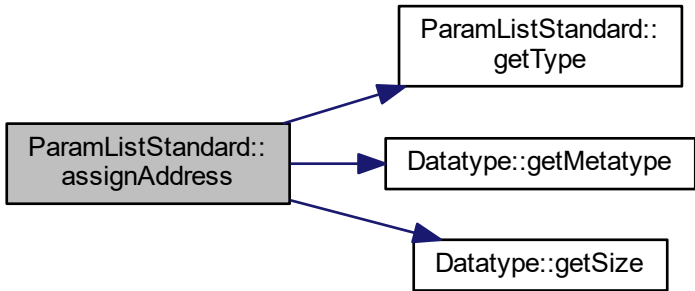 ParamListStandard::
getType
ParamListStandard::
assignAddress
Datatype::getMetatype
Datatype::getSize